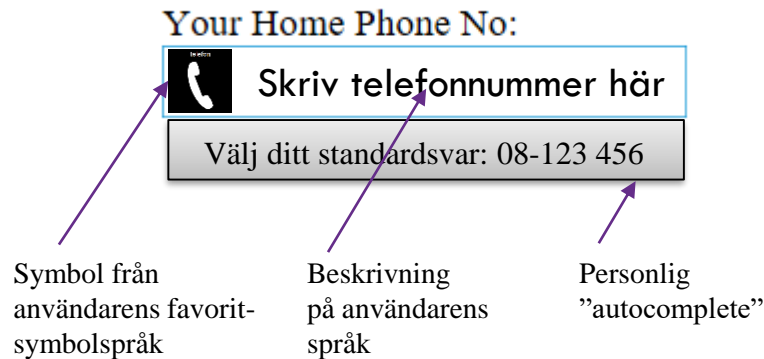 Your Home Phone No:
telefon
Skriv telefonnummer här
Välj ditt standardsvar: 08-123 456
Symbol från
användarens favorit-
symbolspråk
Beskrivning
på användarens
språk
Personlig
”autocomplete”